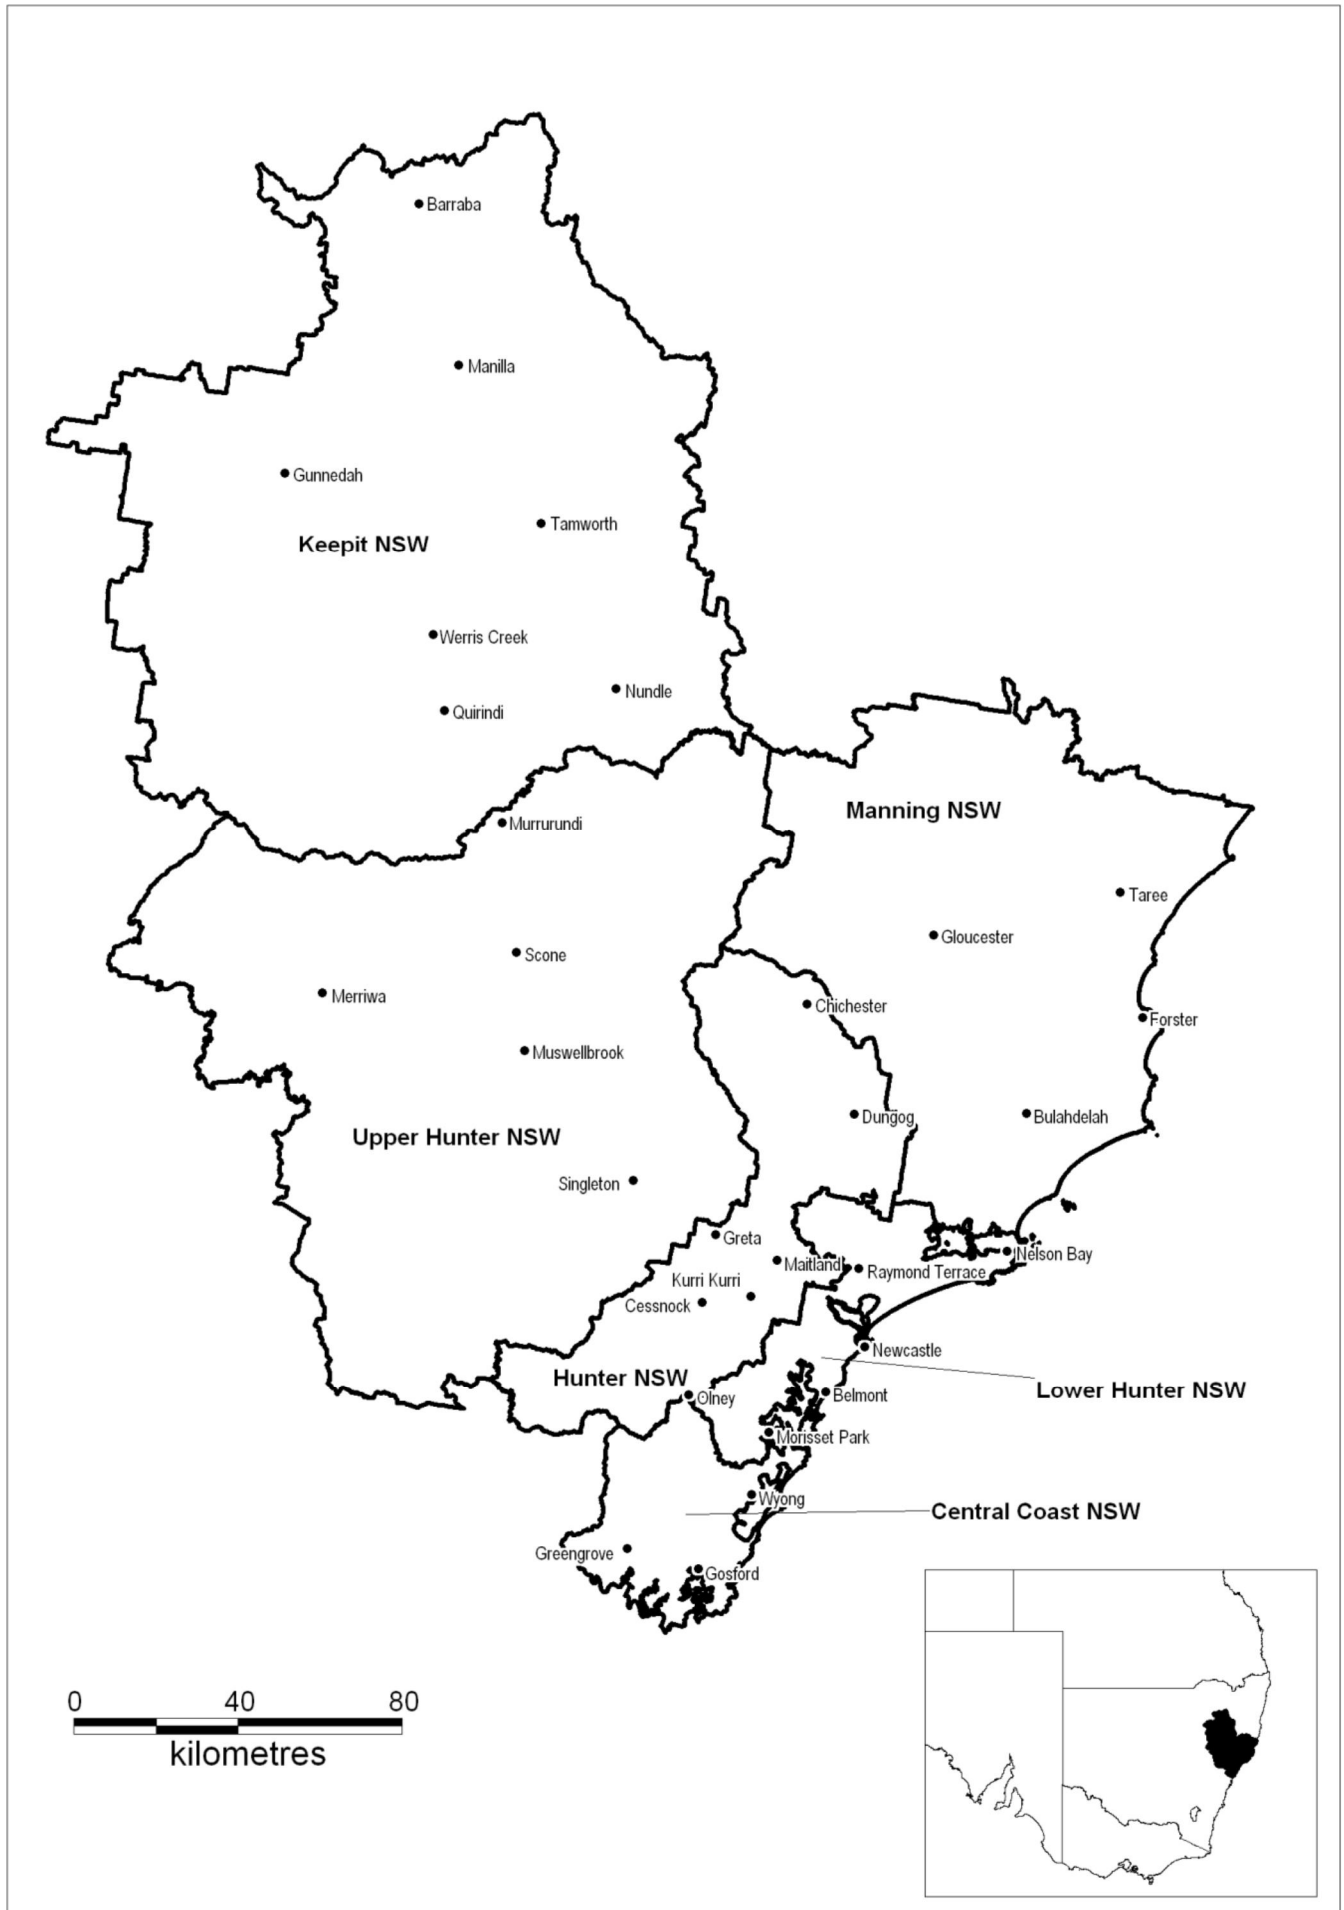 Barraba
Manilla
Gunnedah
Tamworth
Keepit NSW
Werris Creek
Nundle
Quirindi
Manning NSW
Murrurundi
Taree
Gloucester
Scone
Merriwa
Chichester
Forster
Muswellbrook
Dungog
Bulahdelah
Upper Hunter NSW
Singleton
Greta
Nelson Bay
Maitland
Raymond Terrace
Kurri Kurri
Cessnock
Newcastle
Hunter NSW
Lower Hunter NSW
Olney
Belmont
Morisset Park
Wyong
Central Coast NSW
Greengrove
Gosford
0 40 80
kilometres